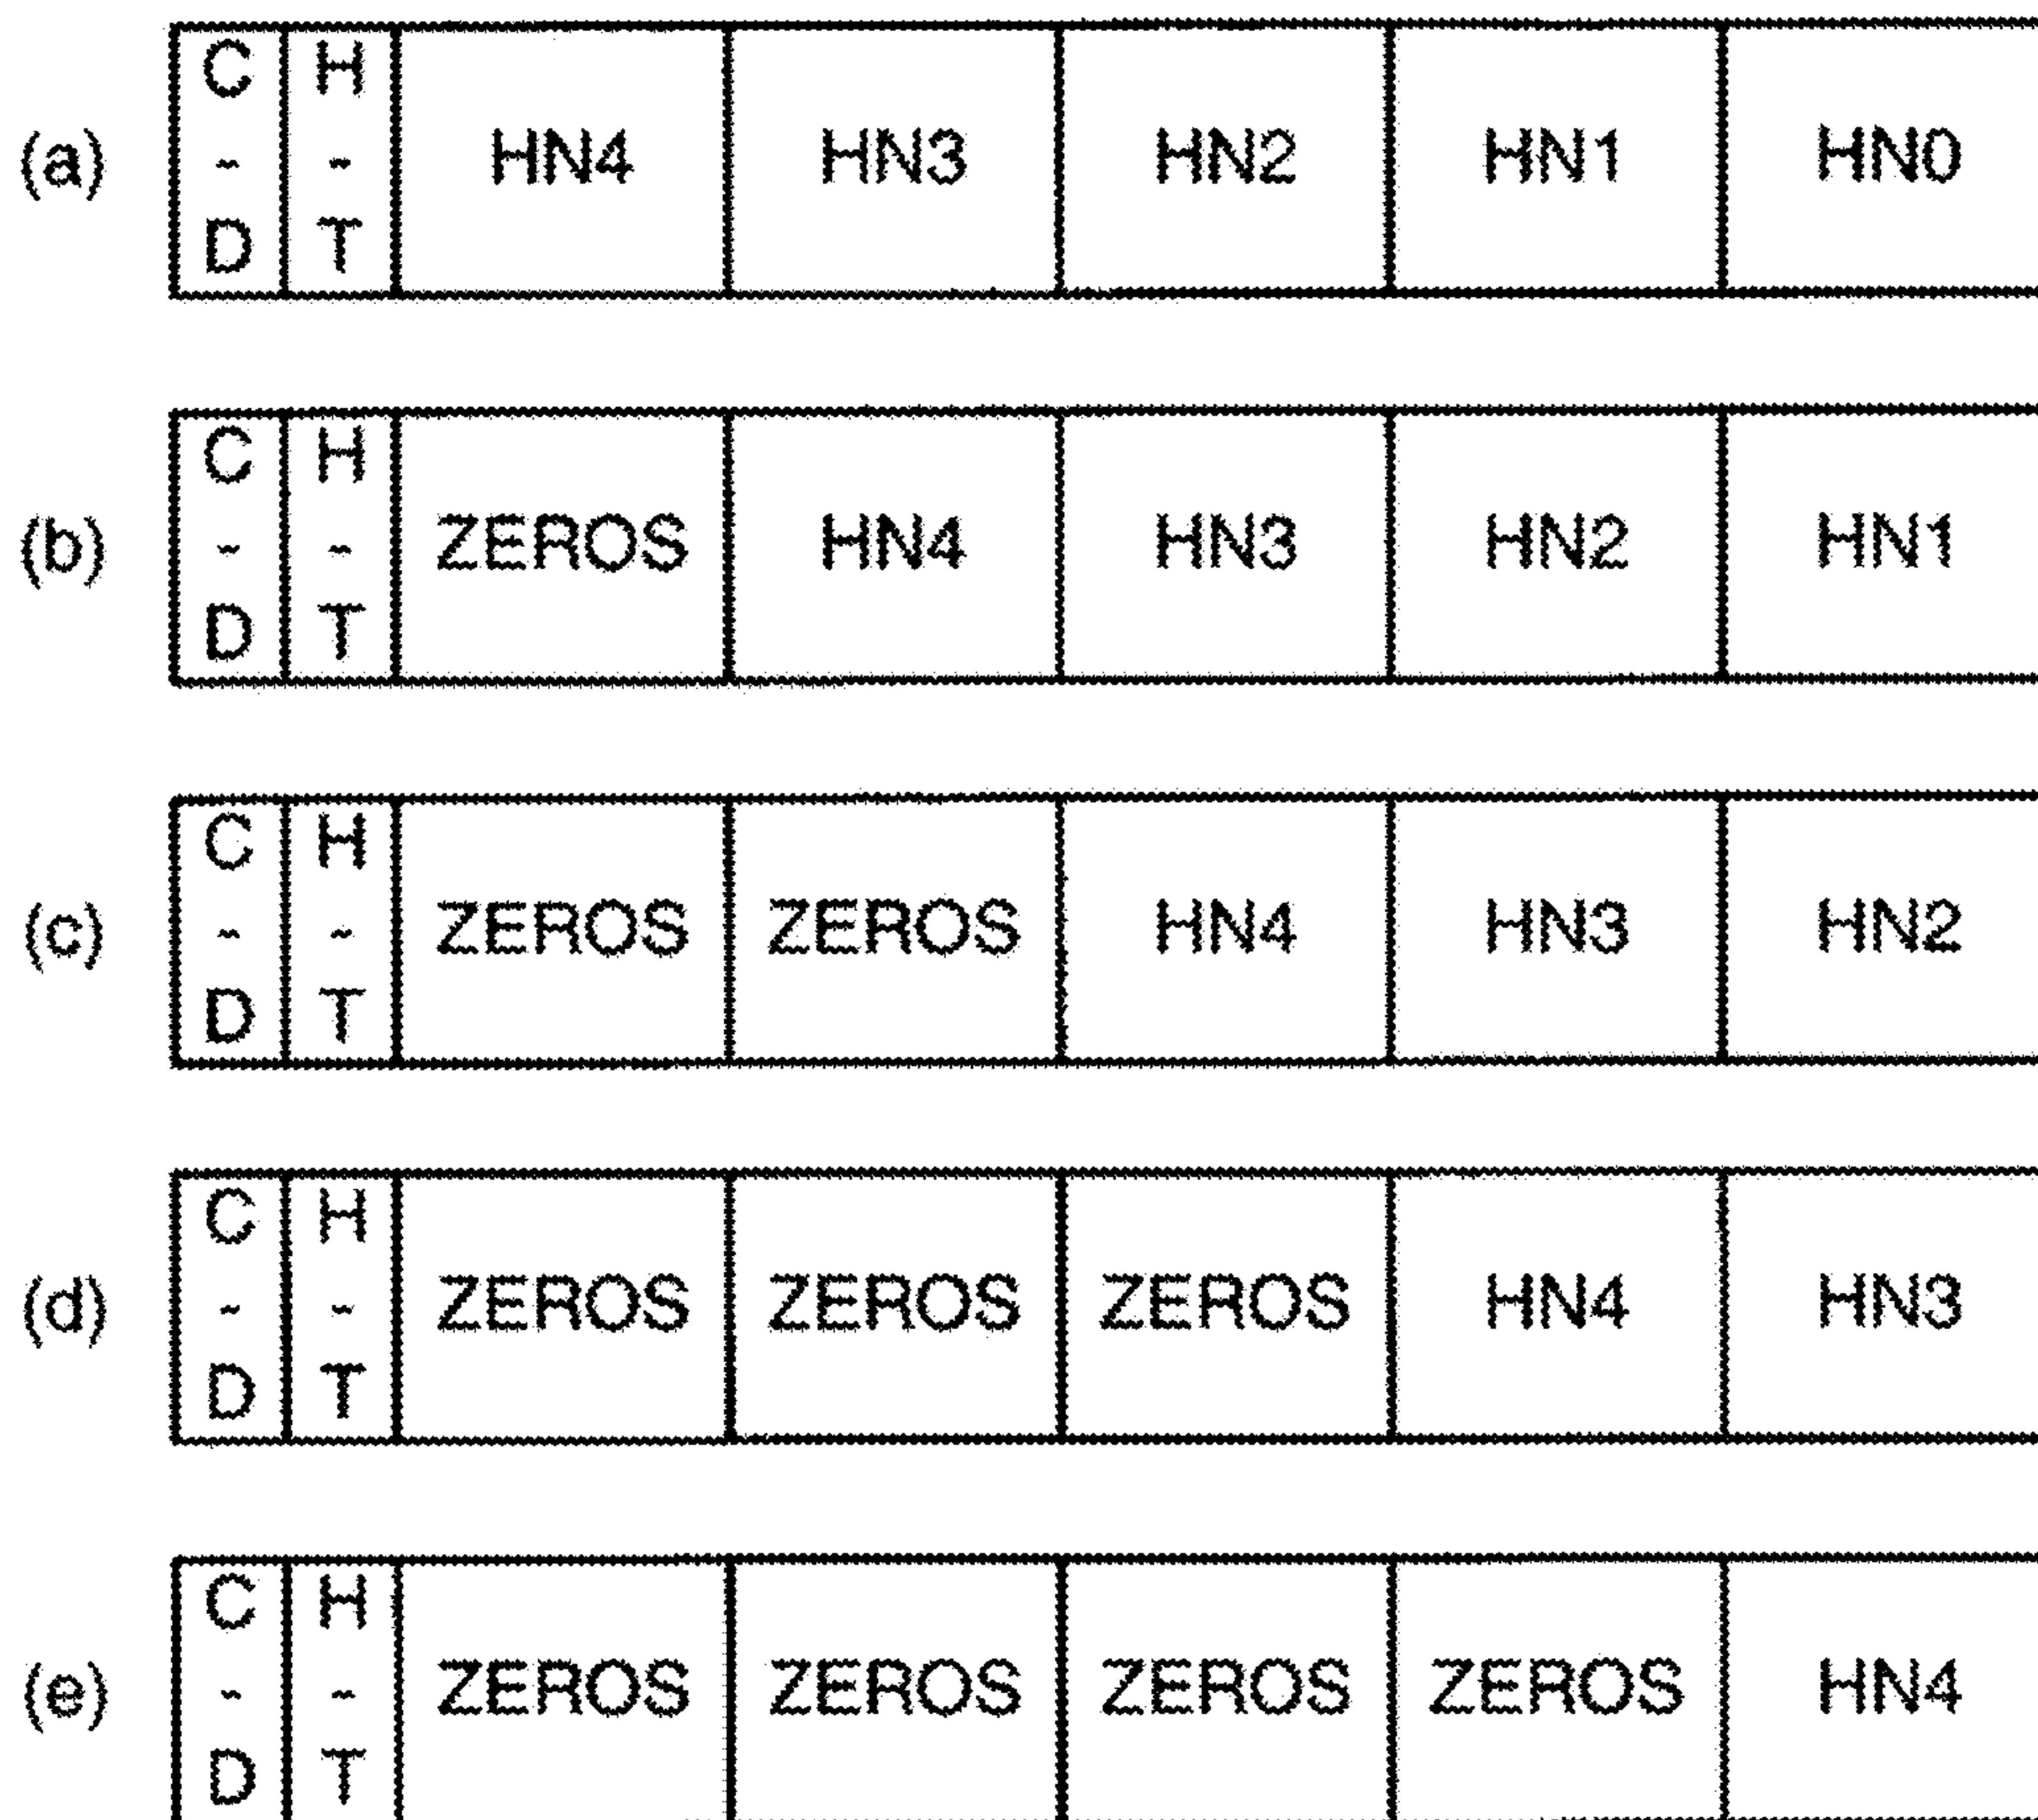 (a) C-D H-T HN4 HN3 HN2 HN1 HN0
(b) C-D H-T ZEROS HN4 HN3 HN2 HN1
(c) C-D H-T ZEROS ZEROS HN4 HN3 HN2
(d) C-D H-T ZEROS ZEROS ZEROS HN4 HN3
(e) C-D H-T ZEROS ZEROS ZEROS ZEROS HN4